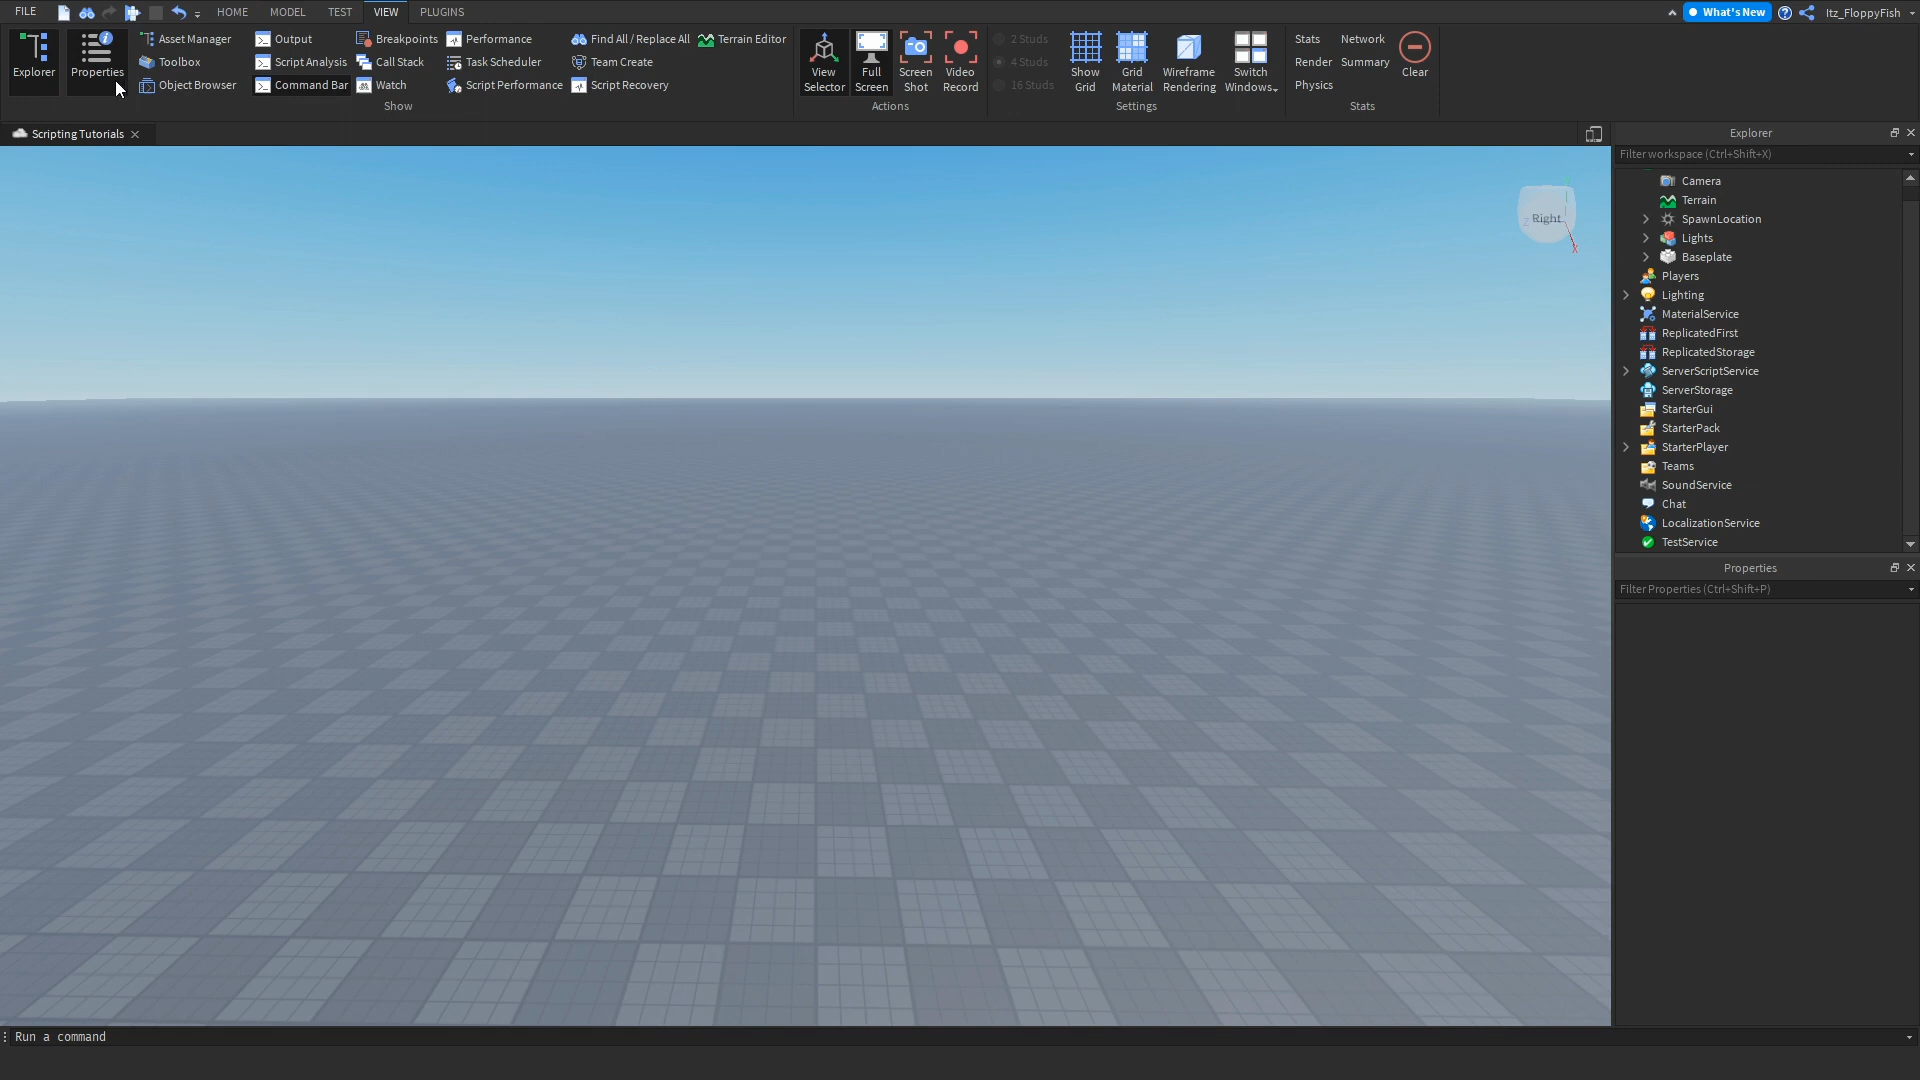 FILE HOME MODEL TEST VIEW PLUGINS What's New Itz_FloppyFish
Explorer Properties Asset Manager Output Breakpoints Performance Find All / Replace All Terrain Editor
Toolbox Script Analysis Call Stack Task Scheduler Team Create
Object Browser Command Bar Watch Script Performance Script Recovery
Show
View Selector Full Screen Screen Shot Video Record
Actions
2 Studs
4 Studs
16 Studs
Show Grid Grid Material Wireframe Rendering Switch Windows
Settings
Stats Network
Render Summary
Physics
Clear
Stats
Scripting Tutorials
Right
Z
X
Explorer
Filter workspace (Ctrl+Shift+X)
Camera
Terrain
SpawnLocation
Lights
Baseplate
Players
Lighting
MaterialService
ReplicatedFirst
ReplicatedStorage
ServerScriptService
ServerStorage
StarterGui
StarterPack
StarterPlayer
Teams
SoundService
Chat
LocalizationService
TestService
Properties
Filter Properties (Ctrl+Shift+P)
Run a command